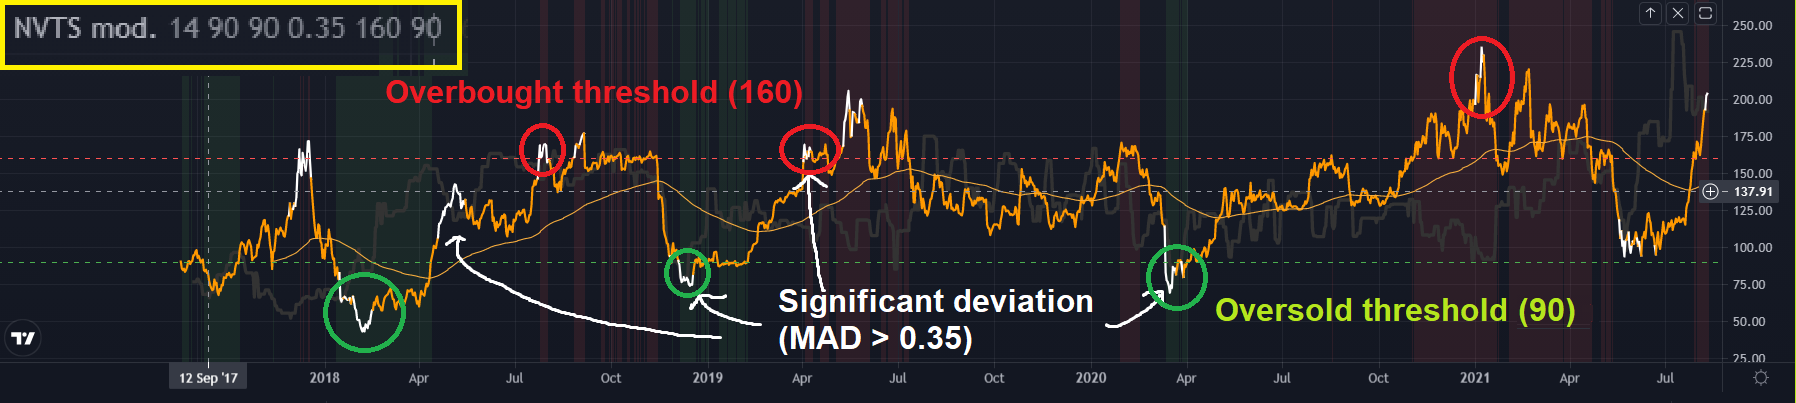 NVTS mod. 14 90 90 0.35 160 90
Overbought threshold (160)
Significant deviation
(MAD > 0.35)
Oversold threshold (90)
250.00
225.00
200.00
175.00
150.00
137.91
125.00
100.00
75.00
50.00
25.00
12 Sep '17 2018 Apr Jul Oct 2019 Apr Jul Oct 2020 Apr Jul Oct 2021 Apr Jul